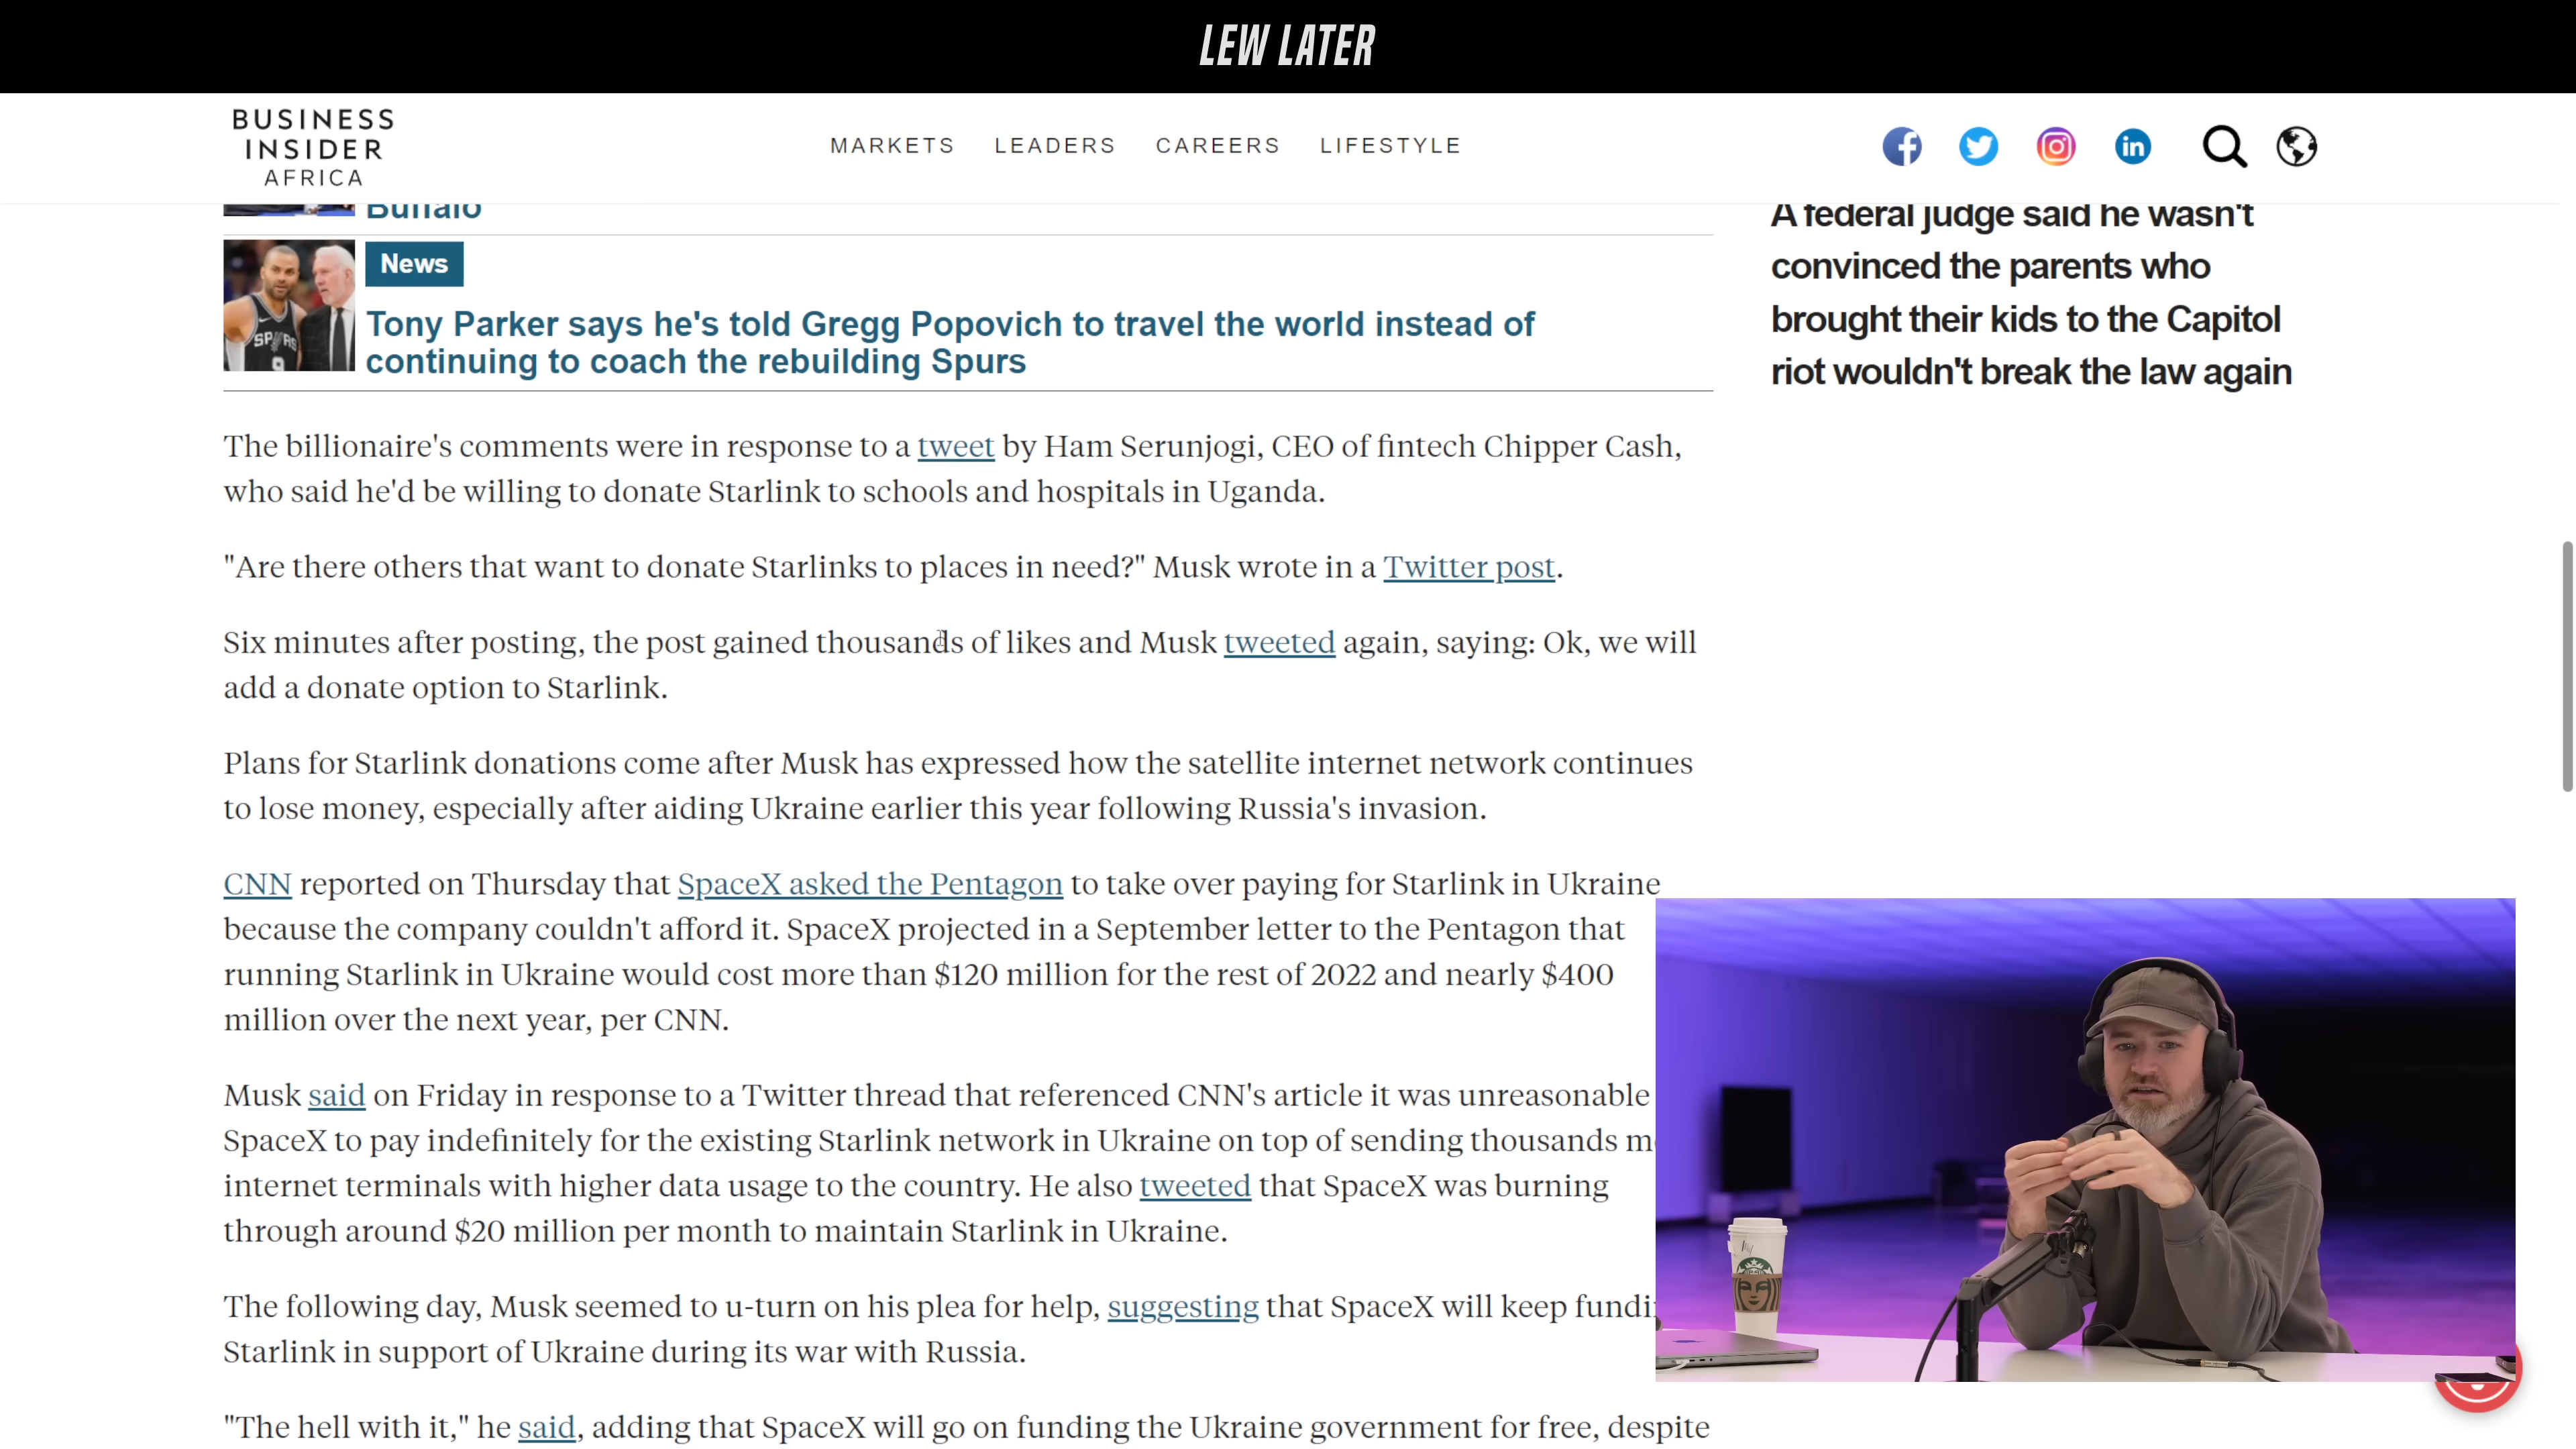 LEW LATER
BUSINESS
INSIDER
AFRICA
MARKETS LEADERS CAREERS LIFESTYLE
Buffalo
News
Tony Parker says he's told Gregg Popovich to travel the world instead of
continuing to coach the rebuilding Spurs
A federal judge said he wasn't
convinced the parents who
brought their kids to the Capitol
riot wouldn't break the law again
The billionaire's comments were in response to a tweet by Ham Serunjogi, CEO of fintech Chipper Cash,
who said he'd be willing to donate Starlink to schools and hospitals in Uganda.
"Are there others that want to donate Starlinks to places in need?" Musk wrote in a Twitter post.
Six minutes after posting, the post gained thousands of likes and Musk tweeted again, saying: Ok, we will
add a donate option to Starlink.
Plans for Starlink donations come after Musk has expressed how the satellite internet network continues
to lose money, especially after aiding Ukraine earlier this year following Russia's invasion.
CNN reported on Thursday that SpaceX asked the Pentagon to take over paying for Starlink in Ukraine
because the company couldn't afford it. SpaceX projected in a September letter to the Pentagon that
running Starlink in Ukraine would cost more than $120 million for the rest of 2022 and nearly $400
million over the next year, per CNN.
Musk said on Friday in response to a Twitter thread that referenced CNN's article it was unreasonable
SpaceX to pay indefinitely for the existing Starlink network in Ukraine on top of sending thousands
internet terminals with higher data usage to the country. He also tweeted that SpaceX was burning
through around $20 million per month to maintain Starlink in Ukraine.
The following day, Musk seemed to u-turn on his plea for help, suggesting that SpaceX will keep
Starlink in support of Ukraine during its war with Russia.
"The hell with it," he said, adding that SpaceX will go on funding the Ukraine government for free, despite